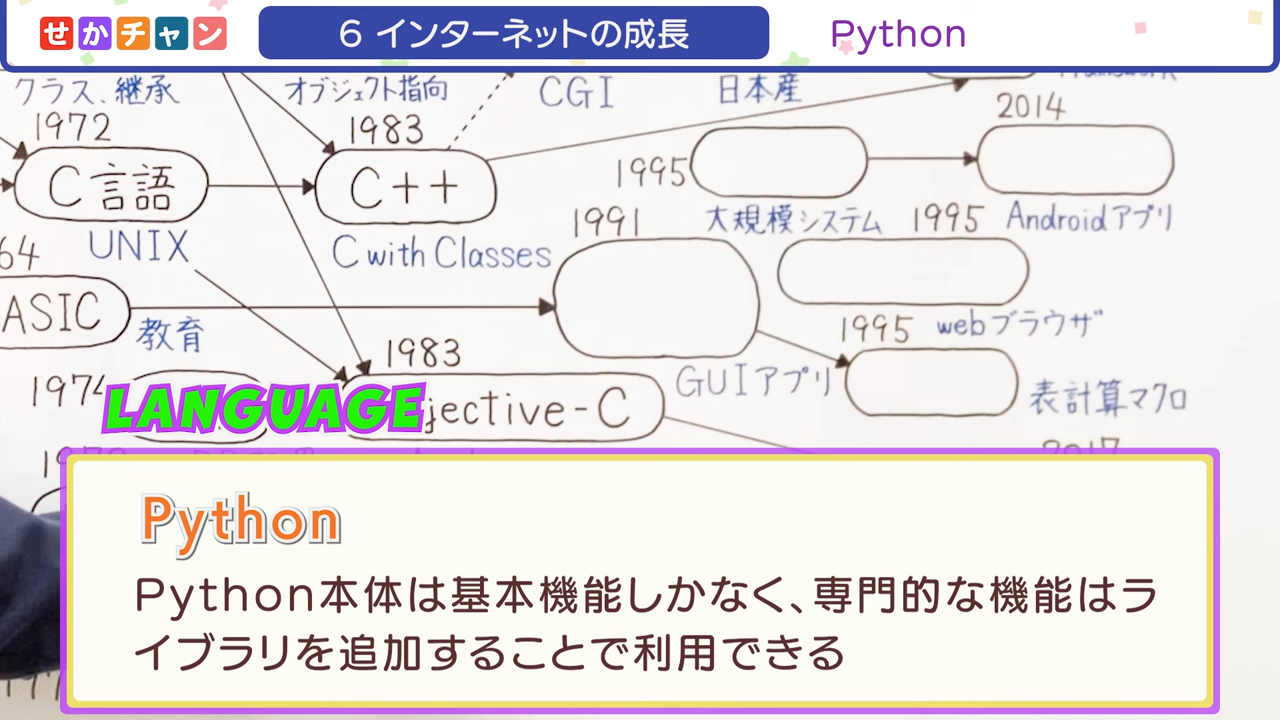 せかチャン
6 インターネットの成長
Python
クラス、継承
オブジェクト指向
CGI
日本産
1972
1983
2014
C言語
C++
1995
UNIX
C with Classes
1991
大規模システム
1995
Androidアプリ
64
ASIC
教育
1995
webブラウザ
1983
GUIアプリ
表計算マクロ
1974
LANGUAGE
jective-C
2017
Python
Python本体は基本機能しかなく、専門的な機能はラ
イブラリを追加することで利用できる